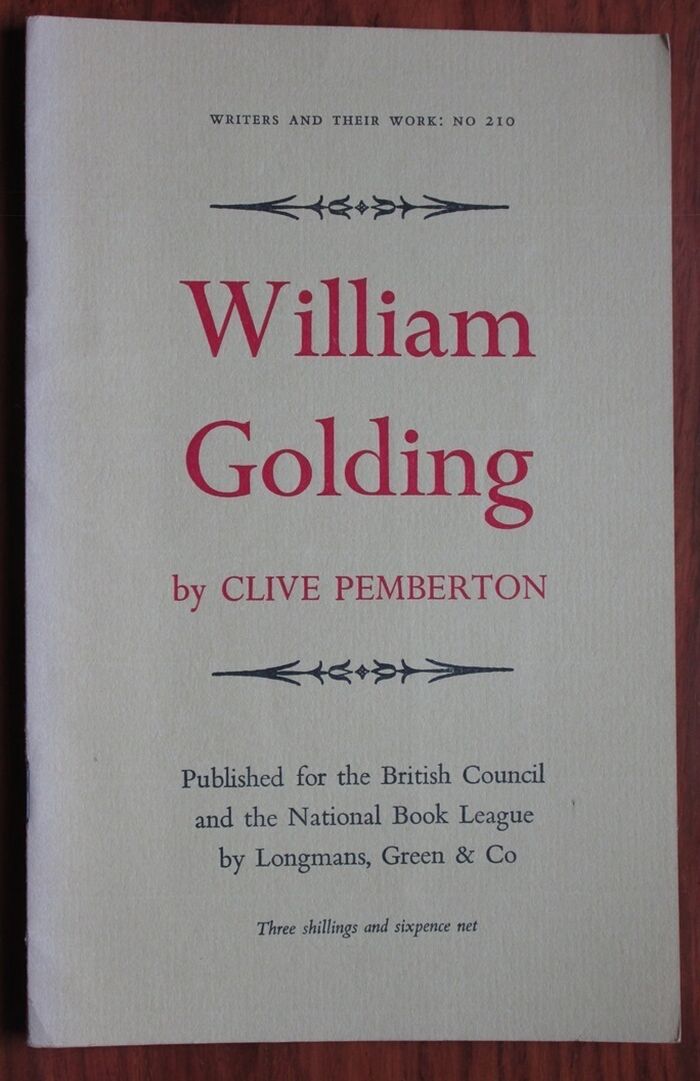 WRITERS AND THEIR WORK: NO 210
William
Golding
by CLIVE PEMBERTON
Published for the British Council
and the National Book League
by Longmans, Green & Co
Three shillings and sixpence net